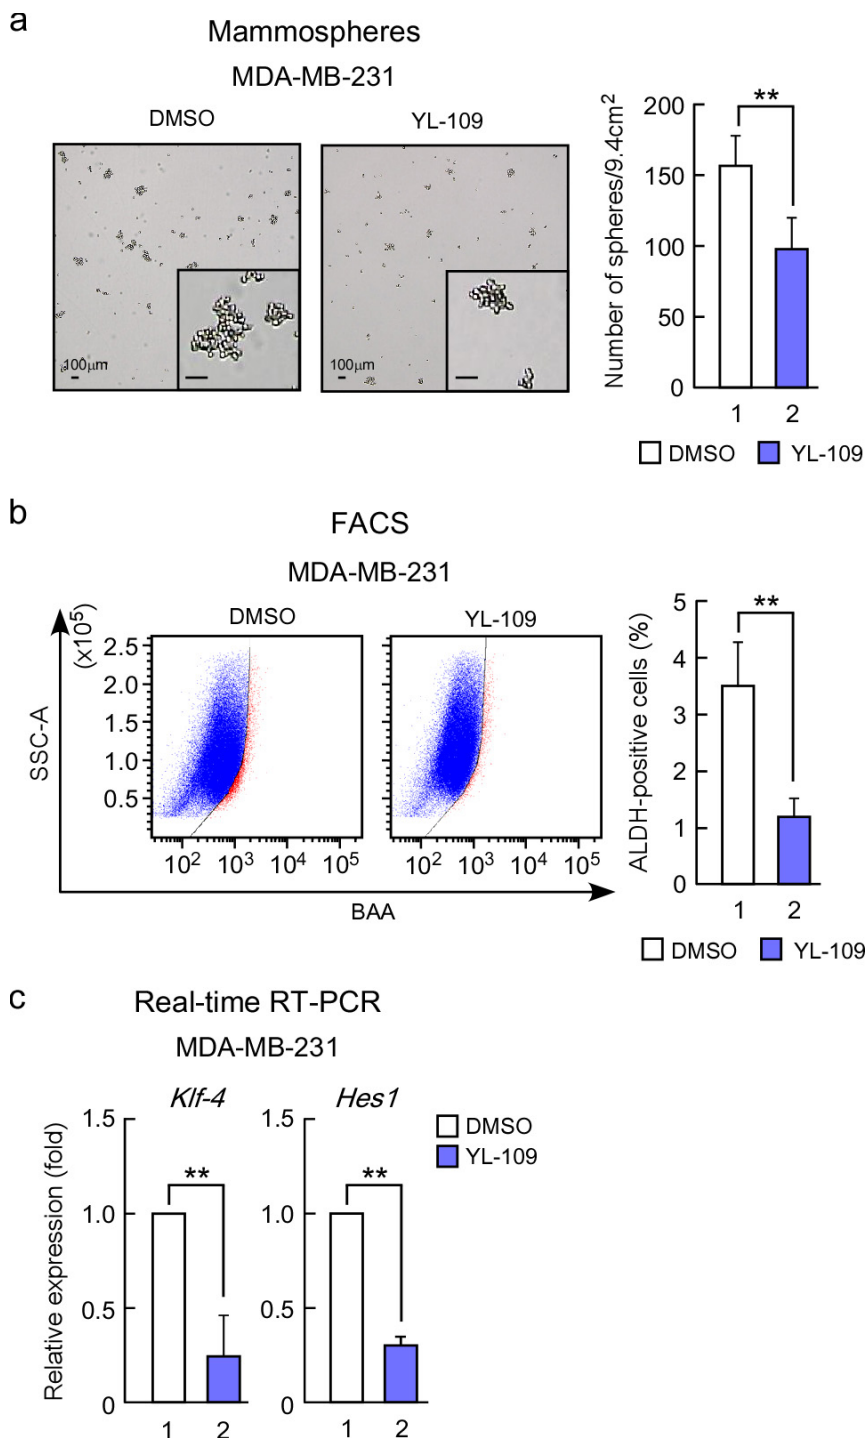 a
Mammospheres
MDA-MB-231
DMSO
YL-109
100μm
100μm
Number of spheres/9.4cm²
200
150
100
50
0
**
1 2
DMSO YL-109
b
FACS
MDA-MB-231
DMSO
YL-109
SSC-A
(x10⁵)
2.5
2.0
1.5
1.0
0.5
10² 10³ 10⁴ 10⁵
10² 10³ 10⁴ 10⁵
BAA
ALDH-positive cells (%)
5
4
3
2
1
0
**
1 2
DMSO YL-109
c
Real-time RT-PCR
MDA-MB-231
Klf-4
Hes1
Relative expression (fold)
1.5
1.0
0.5
0
**
1 2
1.5
1.0
0.5
0
**
1 2
DMSO
YL-109